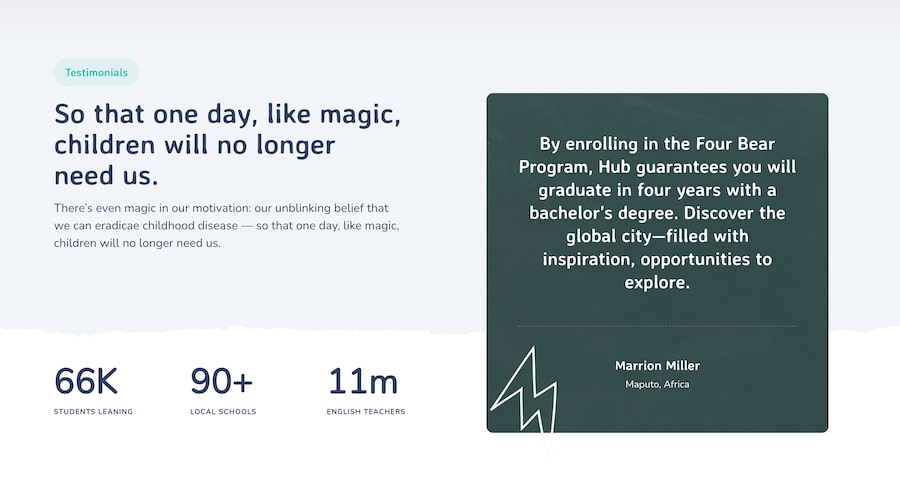 Testimonials
So that one day, like magic,
children will no longer
need us.
There's even magic in our motivation: our unblinking belief that
we can eradicae childhood disease — so that one day, like magic,
children will no longer need us.
66K
STUDENTS LEANING
90+
LOCAL SCHOOLS
11m
ENGLISH TEACHERS
By enrolling in the Four Bear
Program, Hub guarantees you will
graduate in four years with a
bachelor's degree. Discover the
global city—filled with
inspiration, opportunities to
explore.
Marrion Miller
Maputo, Africa